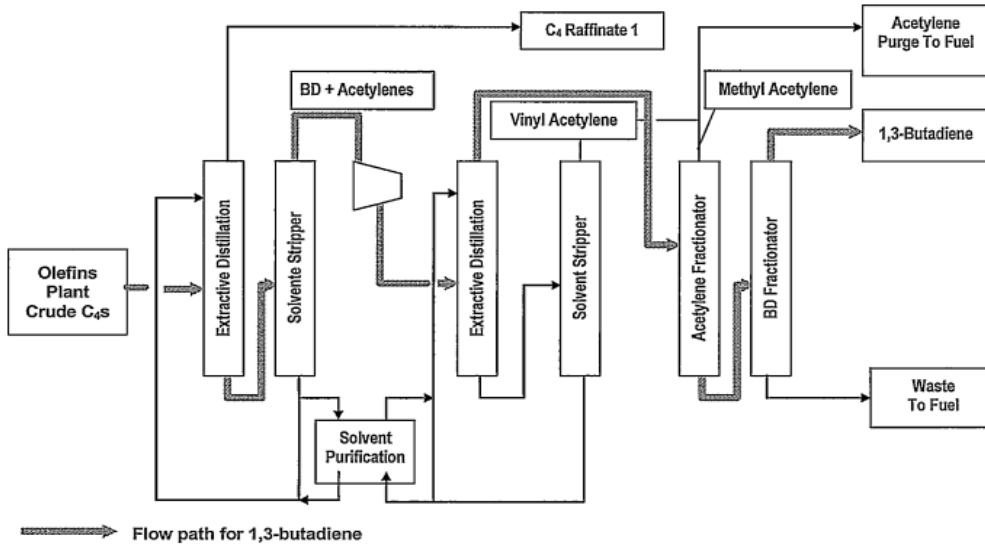 C₄ Raffinate 1
Acetylene
Purge To Fuel
BD + Acetylenes
Methyl Acetylene
Vinyl Acetylene
1,3-Butadiene
Olefins
Plant
Crude C₄s
Extractive Distillation
Solvente Stripper
Extractive Distillation
Solvent Stripper
Acetylene Fractionator
BD Fractionator
Waste
To Fuel
Solvent
Purification
Flow path for 1,3-butadiene